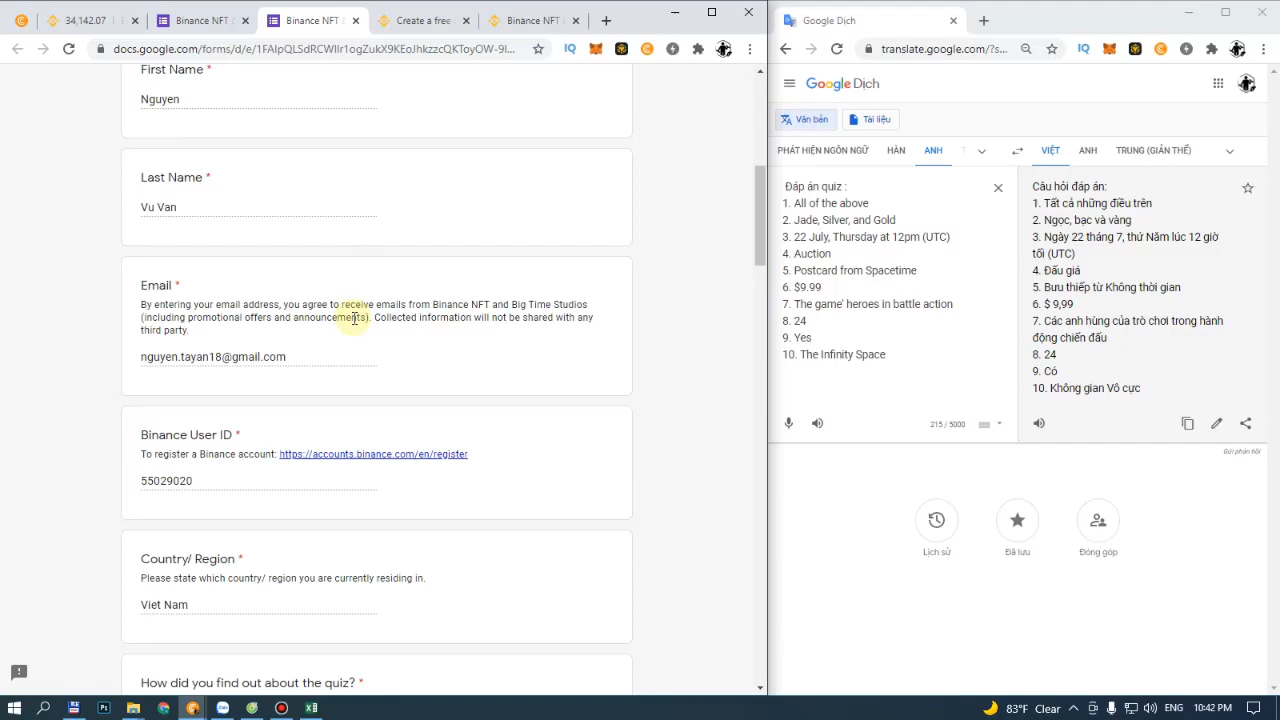 34,142.07
Binance NFT
Binance NFT
Create a free
Binance NFT
docs.google.com/forms/d/e/1FAIpQLSdRCWlIr1ogZukX9KEoJhkzzcQKToyOW-9l...
First Name *
Nguyen
Last Name *
Vu Van
Email *
By entering your email address, you agree to receive emails from Binance NFT and Big Time Studios
(including promotional offers and announcements). Collected information will not be shared with any
third party.
nguyen.tayan18@gmail.com
Binance User ID *
To register a Binance account: https://accounts.binance.com/en/register
55029020
Country/ Region *
Please state which country/ region you are currently residing in.
Viet Nam
How did you find out about the quiz? *
Google Dịch
translate.google.com/?s...
Google Dịch
Văn bản
Tài liệu
PHÁT HIỆN NGÔN NGỮ
HÀN
ANH
VIỆT
ANH
TRUNG (GIẢN THỂ)
Đáp án quiz :
1. All of the above
2. Jade, Silver, and Gold
3. 22 July, Thursday at 12pm (UTC)
4. Auction
5. Postcard from Spacetime
6. $9.99
7. The game' heroes in battle action
8. 24
9. Yes
10. The Infinity Space
215 / 5000
Câu hỏi đáp án:
1. Tất cả những điều trên
2. Ngọc, bạc và vàng
3. Ngày 22 tháng 7, thứ Năm lúc 12 giờ
tối (UTC)
4. Đấu giá
5. Bưu thiếp từ Không thời gian
6. $ 9,99
7. Các anh hùng của trò chơi trong hành
động chiến đấu
8. 24
9. Có
10. Không gian Vô cực
Gửi phản hồi
Lịch sử
Đã lưu
Đóng góp
83°F Clear
ENG
10:42 PM